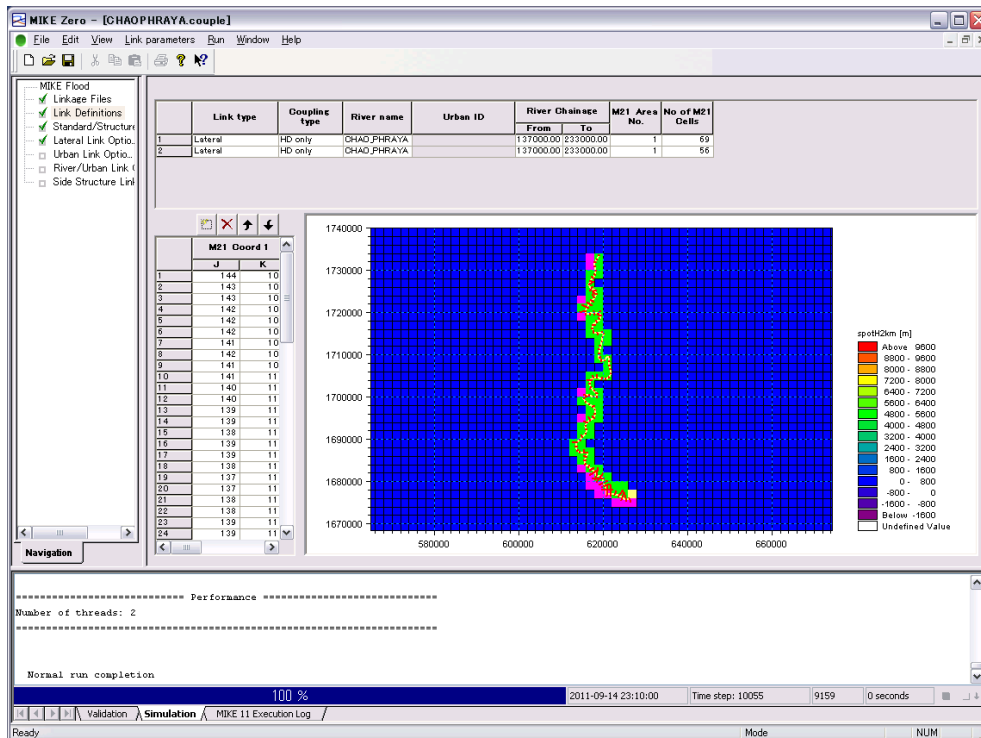 MIKE Zero - [CHAOPHRAYA.couple]
File Edit View Link parameters Run Window Help
MIKE Flood
Linkage Files
Link Definitions
Standard/Structure
Lateral Link Optio..
Urban Link Optio...
River/Urban Link (
Side Structure Link
Navigation
Link type Coupling type River name Urban ID River Chainage M21 Area No. No of M21 Cells
From To
1 Lateral HD only CHAO_PHRAYA 137000.00 233000.00 1 69
2 Lateral HD only CHAO_PHRAYA 137000.00 233000.00 1 56
M21 Coord 1
J K
1 144 10
2 143 10
3 143 10
4 142 10
5 142 10
6 142 10
7 141 10
8 142 10
9 141 10
10 141 11
11 140 11
12 140 11
13 139 11
14 139 11
15 138 11
16 139 11
17 139 11
18 138 11
19 137 11
20 137 11
21 138 11
22 138 11
23 139 11
24 139 11
1740000
1730000
1720000
1710000
1700000
1690000
1680000
1670000
580000 600000 620000 640000 660000
spotH2km [m]
Above 9600
8800 - 9600
8000 - 8800
7200 - 8000
6400 - 7200
5600 - 6400
4800 - 5600
4000 - 4800
3200 - 4000
2400 - 3200
1600 - 2400
800 - 1600
0 - 800
-800 - 0
-1600 - -800
Below -1600
Undefined Value
============================ Performance =============================
Number of threads: 2
======================================================================
Normal run completion
100 % 2011-09-14 23:10:00 Time step: 10055 9159 0 seconds
Validation Simulation MIKE 11 Execution Log
Ready Mode NUM